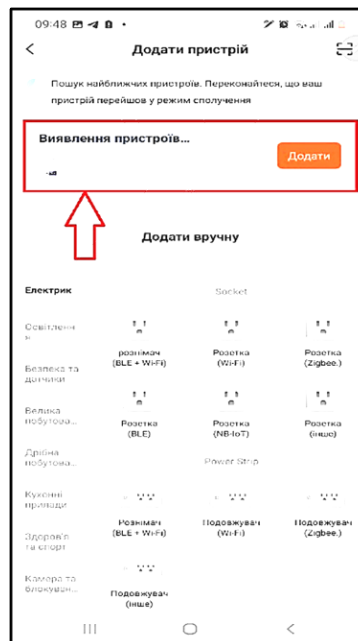 09:48
Додати пристрій
Пошук найближчих пристроїв. Переконайтеся, що ваш
пристрій перейшов у режим сполучення
Виявлення пристроїв...
Додати
Додати вручну
Електрик
Socket
Освітленн
я
рознімач
(BLE + Wi-Fi)
Розетка
(Wi-Fi)
Розетка
(Zigbee.)
Безпека та
датчики
Велика
побутова...
Розетка
(BLE)
Розетка
(NB-IoT)
Розетка
(інше)
Дрібна
побутова...
Power Strip
Кухонні
прилади
Рознімач
(BLE + Wi-Fi)
Подовжувач
(Wi-Fi)
Подовжувач
(Zigbee.)
Здоров'я
та спорт
Камера та
блокуван...
Подовжувач
(інше)